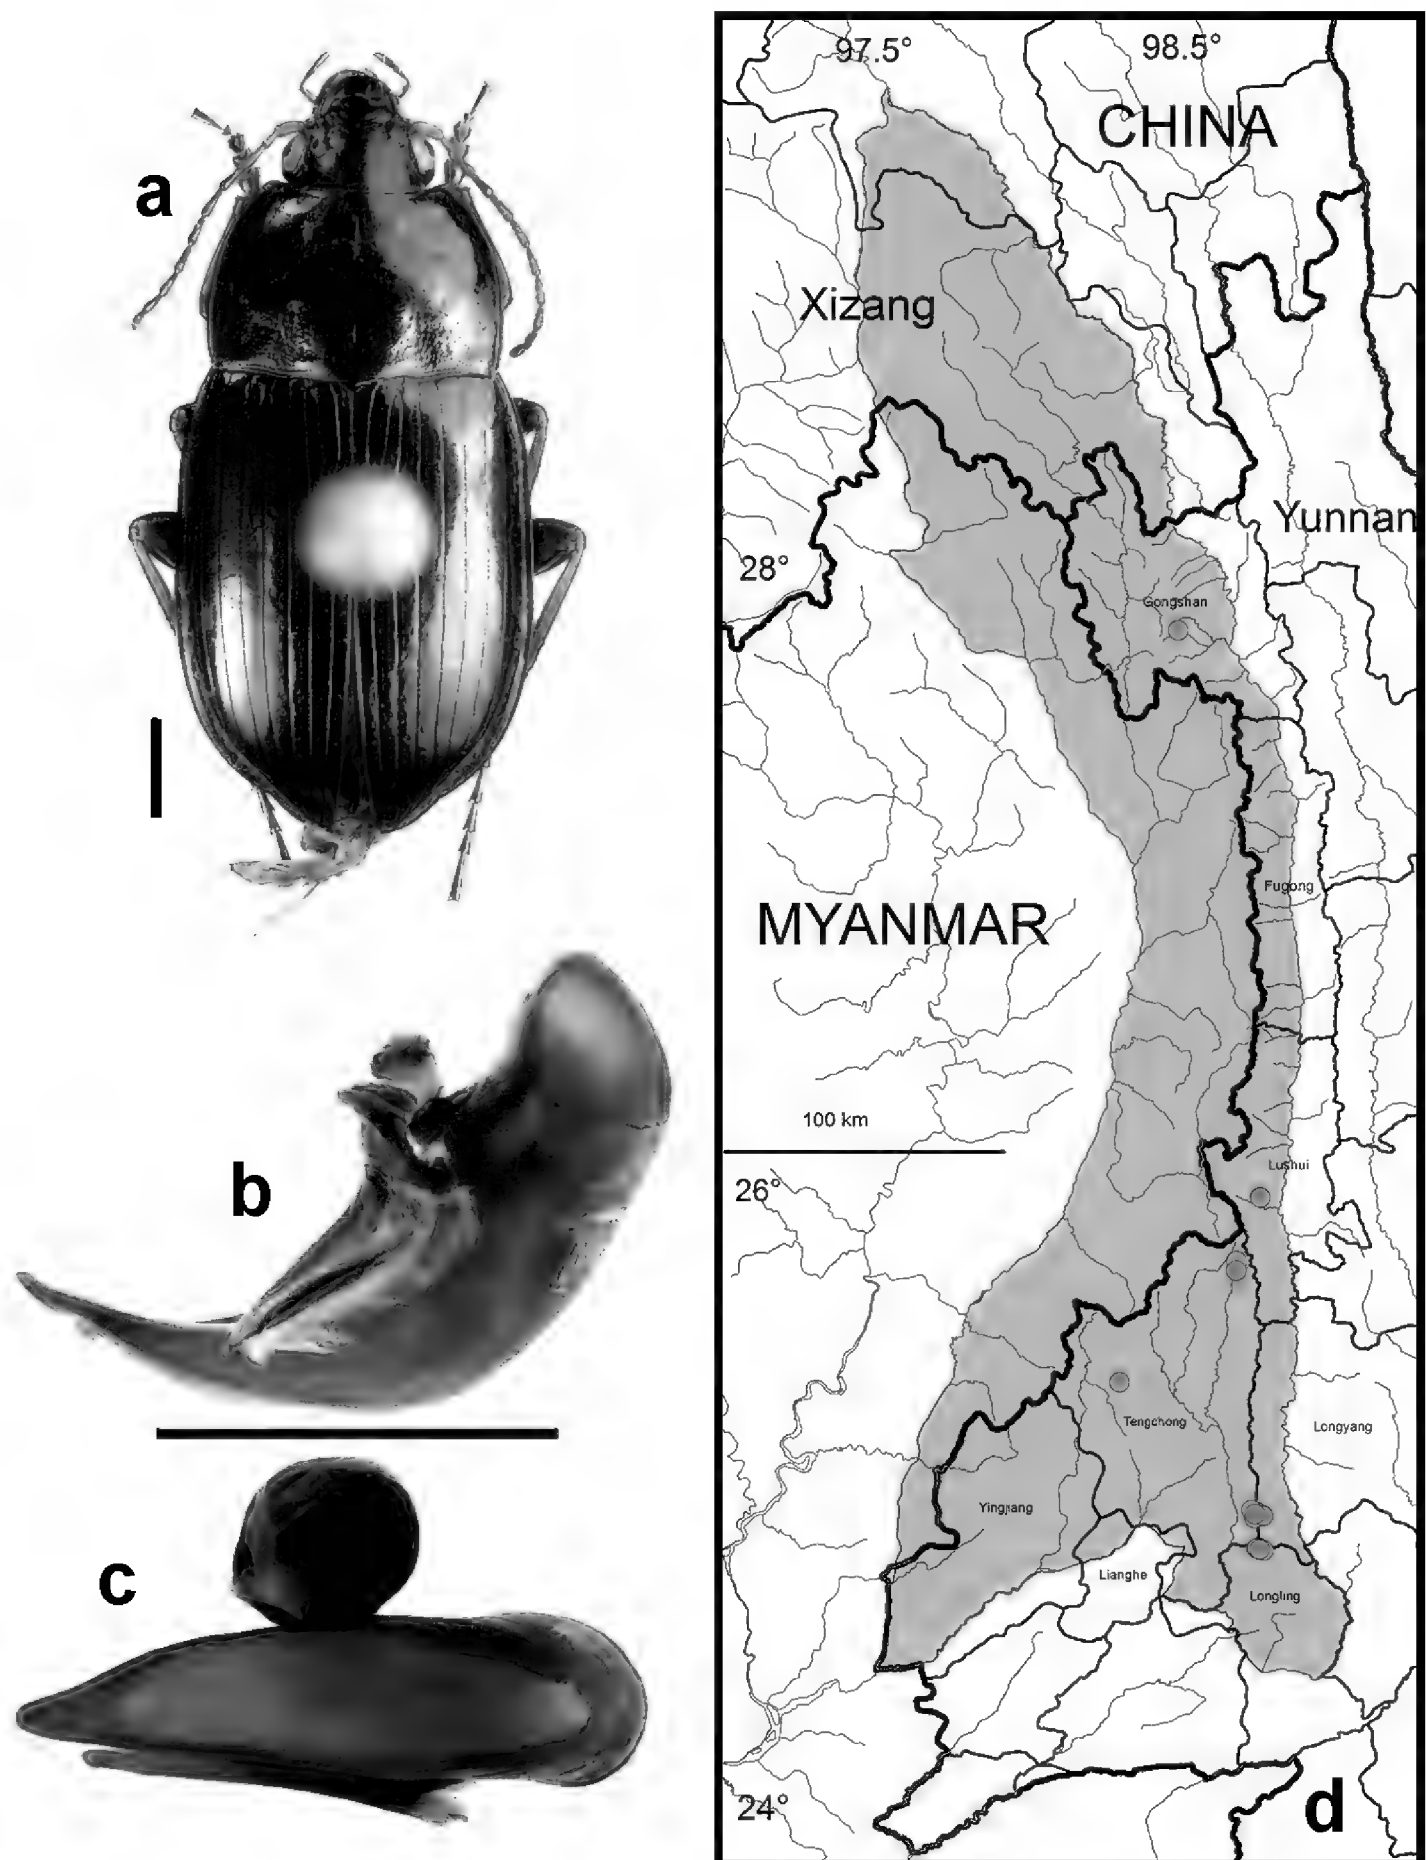 a
b
c
97.5°
98.5°
CHINA
Xizang
Yunnan
28°
Gongshan
Fugong
MYANMAR
100 km
Lushui
26°
Tengchong
Longyang
Yingjiang
Lianghe
Longling
24°
d